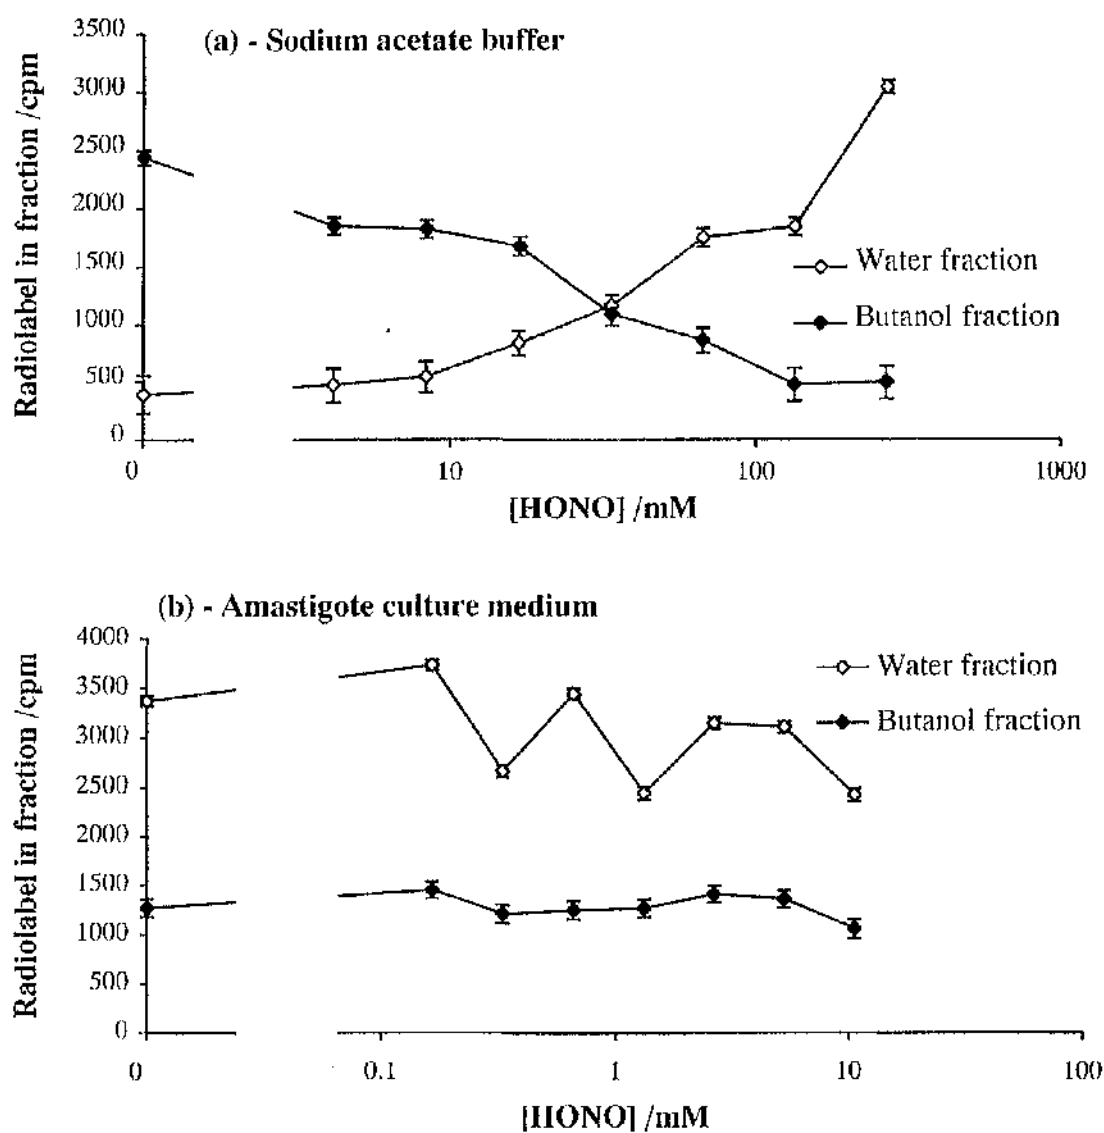 (a) - Sodium acetate buffer
Radiolabel in fraction /cpm
3500
3000
2500
2000
1500
1000
500
0
Water fraction
Butanol fraction
0 10 100 1000
[HONO] /mM
(b) - Amastigote culture medium
Radiolabel in fraction /cpm
4000
3500
3000
2500
2000
1500
1000
500
0
Water fraction
Butanol fraction
0 0.1 1 10 100
[HONO] /mM